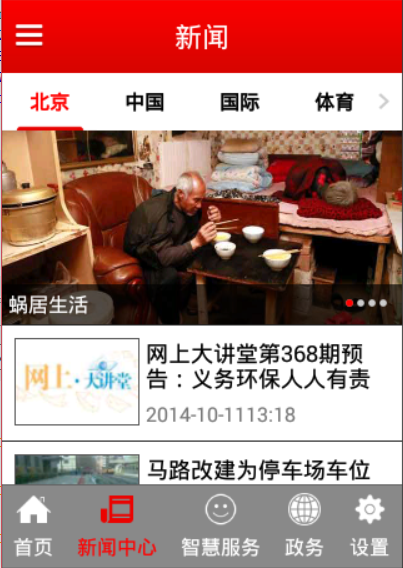 新闻
北京 中国 国际 体育
蜗居生活
网上·大讲堂
网上大讲堂第368期预
告：义务环保人人有责
2014-10-1113:18
马路改建为停车场车位
首页 新闻中心 智慧服务 政务 设置